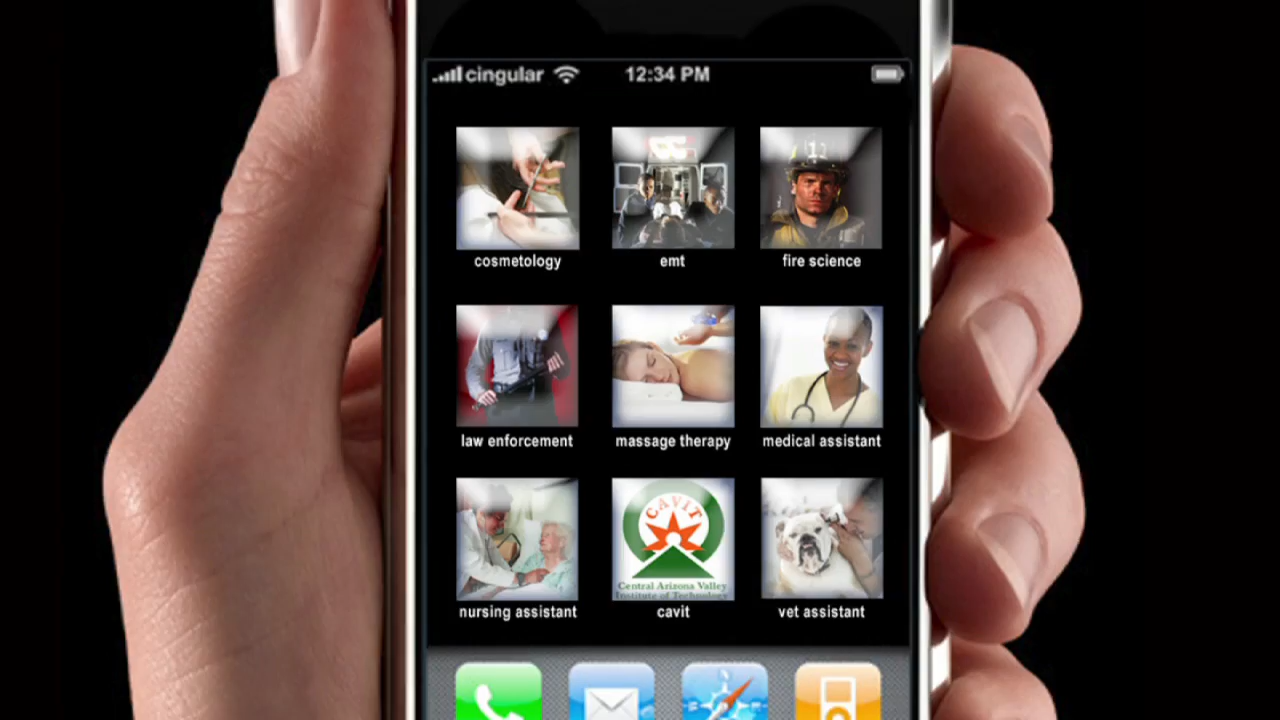 cingular 12:34 PM
11
cosmetology emt fire science
law enforcement massage therapy medical assistant
CAVIT
Central Arizona Valley
Institute of Technology
nursing assistant cavit vet assistant
N